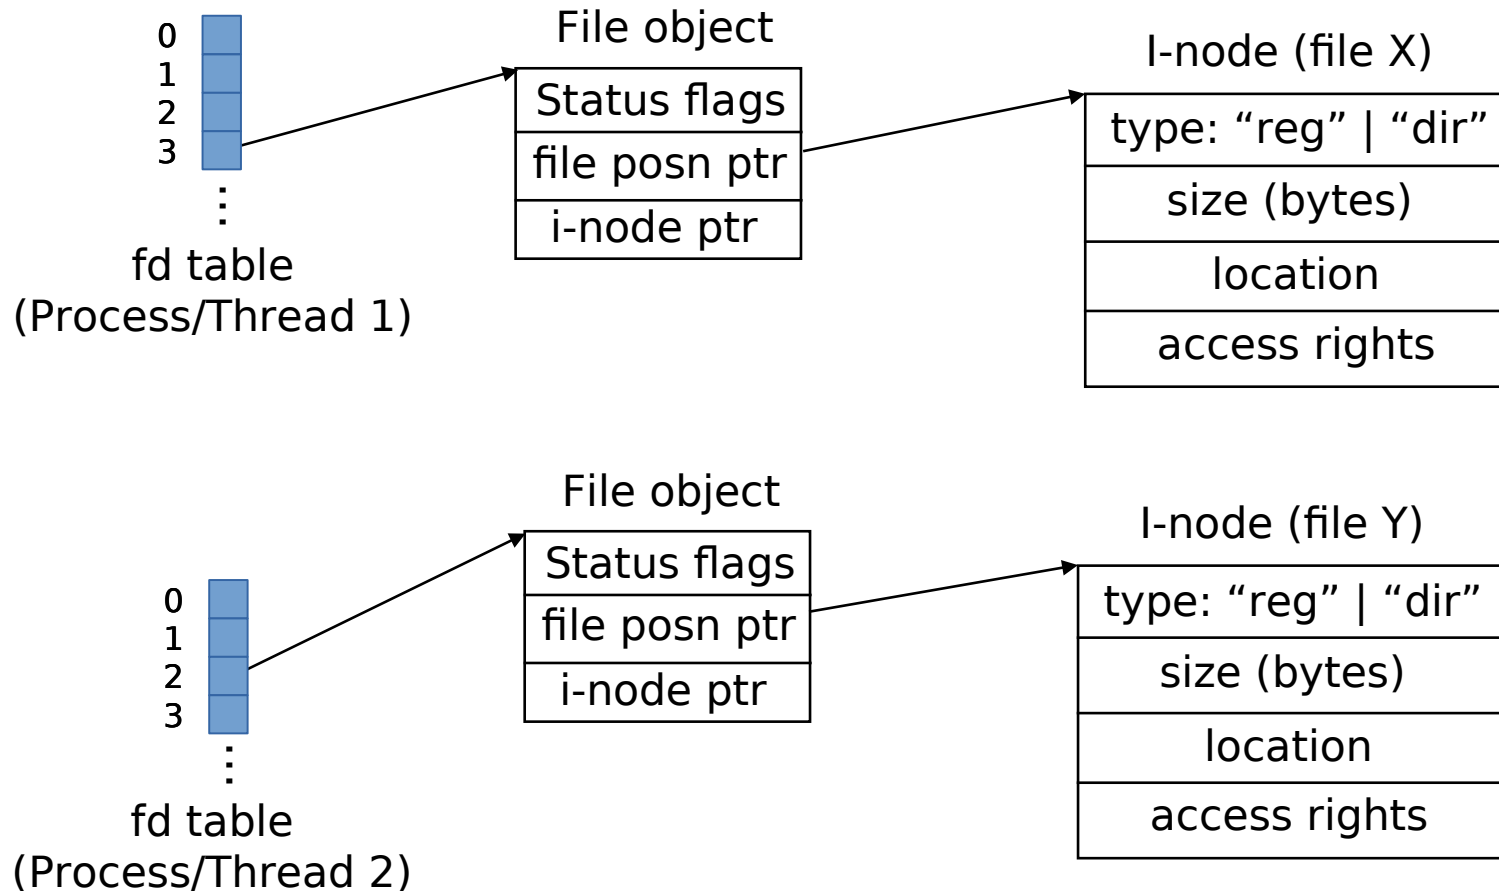 File object
I-node (file X)
0
1
2
3
Status flags
file posn ptr
i-node ptr
type: “reg” | “dir”
size (bytes)
location
access rights
fd table
(Process/Thread 1)
File object
I-node (file Y)
0
1
2
3
Status flags
file posn ptr
i-node ptr
type: “reg” | “dir”
size (bytes)
location
access rights
fd table
(Process/Thread 2)